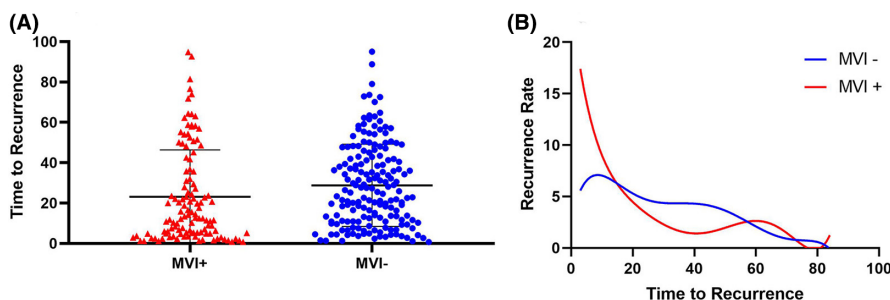 (A)
Time to Recurrence
100
80
60
40
20
0
MVI+
MVI-
(B)
Recurrence Rate
20
15
10
5
0
0 20 40 60 80 100
Time to Recurrence
MVI -
MVI +